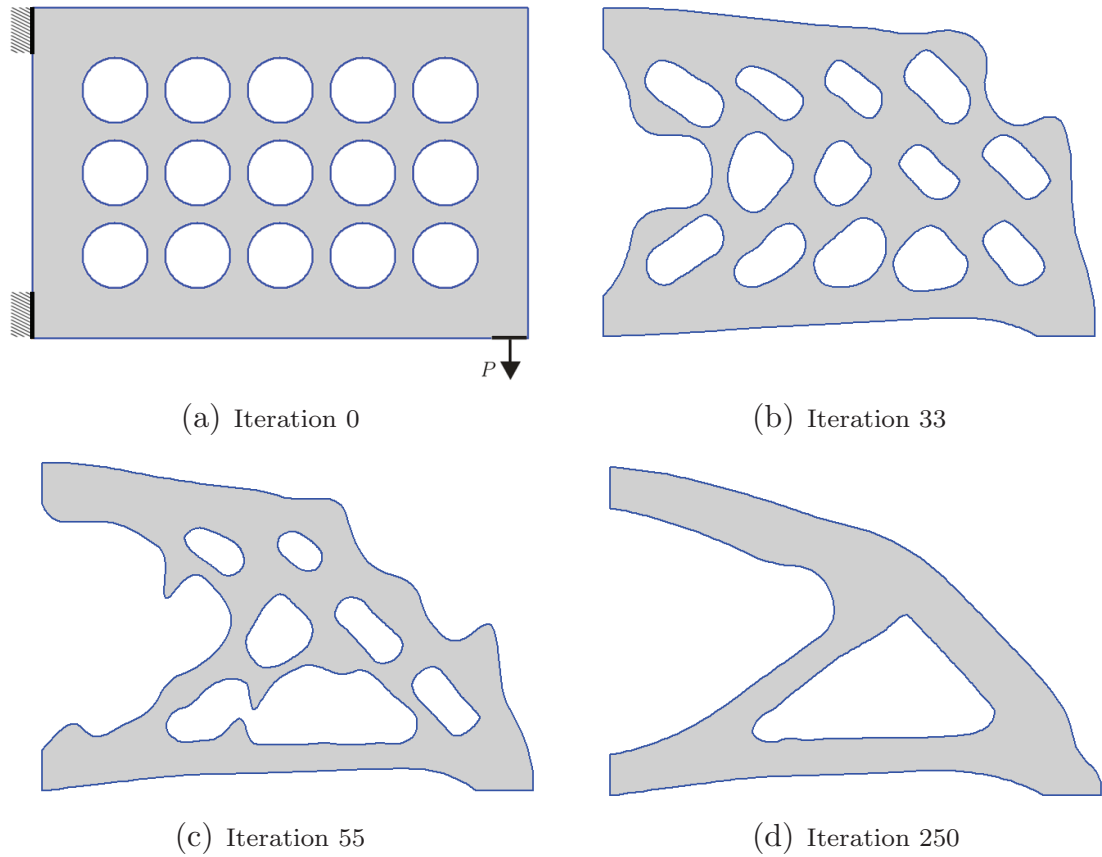 P
(a) Iteration 0
(b) Iteration 33
(c) Iteration 55
(d) Iteration 250